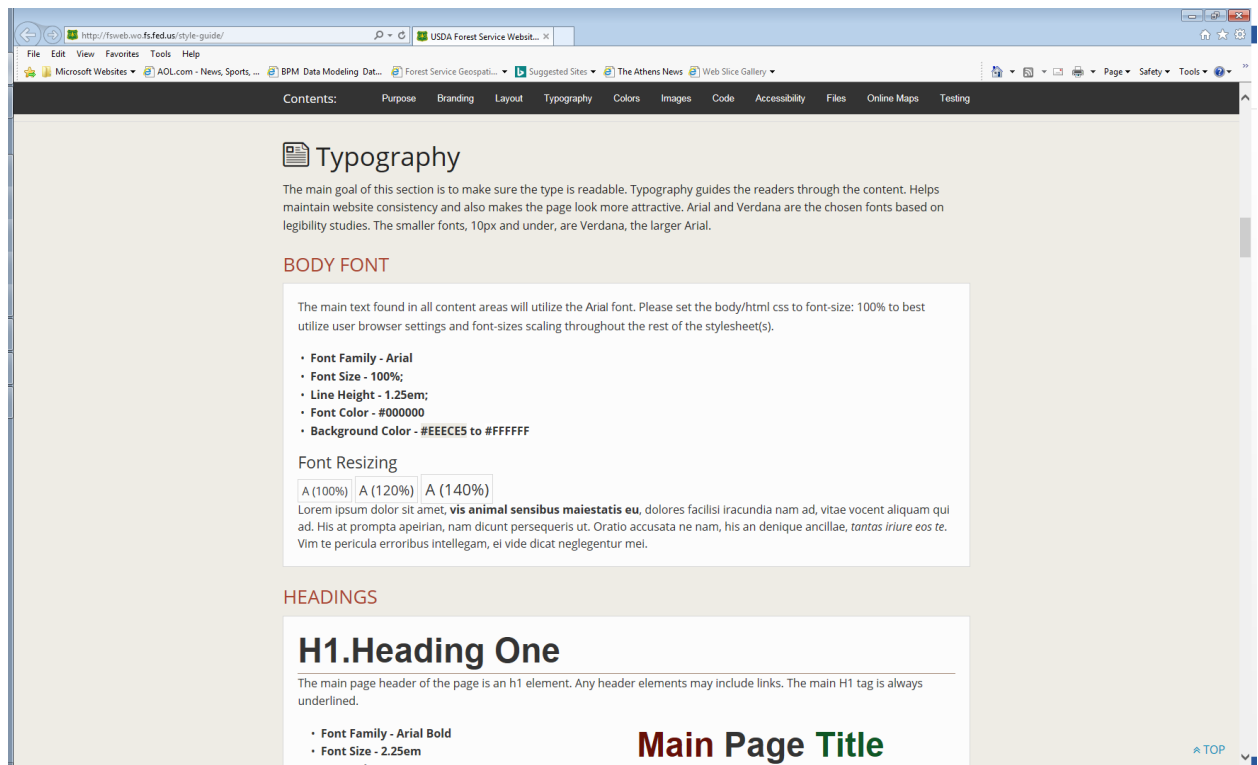 http://fsweb.wo.fs.fed.us/style-guide/
USDA Forest Service Websit...
File Edit View Favorites Tools Help
Microsoft Websites AOL.com - News, Sports, ... BPM Data Modeling Dat... Forest Service Geospati... Suggested Sites The Athens News Web Slice Gallery Page Safety Tools
Contents: Purpose Branding Layout Typography Colors Images Code Accessibility Files Online Maps Testing
Typography
The main goal of this section is to make sure the type is readable. Typography guides the readers through the content. Helps
maintain website consistency and also makes the page look more attractive. Arial and Verdana are the chosen fonts based on
legibility studies. The smaller fonts, 10px and under, are Verdana, the larger Arial.
BODY FONT
The main text found in all content areas will utilize the Arial font. Please set the body/html css to font-size: 100% to best
utilize user browser settings and font-sizes scaling throughout the rest of the stylesheet(s).
• Font Family - Arial
• Font Size - 100%;
• Line Height - 1.25em;
• Font Color - #000000
• Background Color - #EEECE5 to #FFFFFF
Font Resizing
A (100%) A (120%) A (140%)
Lorem ipsum dolor sit amet, vis animal sensibus maiestatis eu, dolores facilisi iracundia nam ad, vitae vocent aliquam qui
ad. His at prompta apeirian, nam dicunt persequeris ut. Oratio accusata ne nam, his an denique ancillae, tantas iriure eos te.
Vim te pericula erroribus intellegam, ei vide dicat neglegentur mei.
HEADINGS
H1.Heading One
The main page header of the page is an h1 element. Any header elements may include links. The main H1 tag is always
underlined.
• Font Family - Arial Bold
• Font Size - 2.25em
Main Page Title
TOP